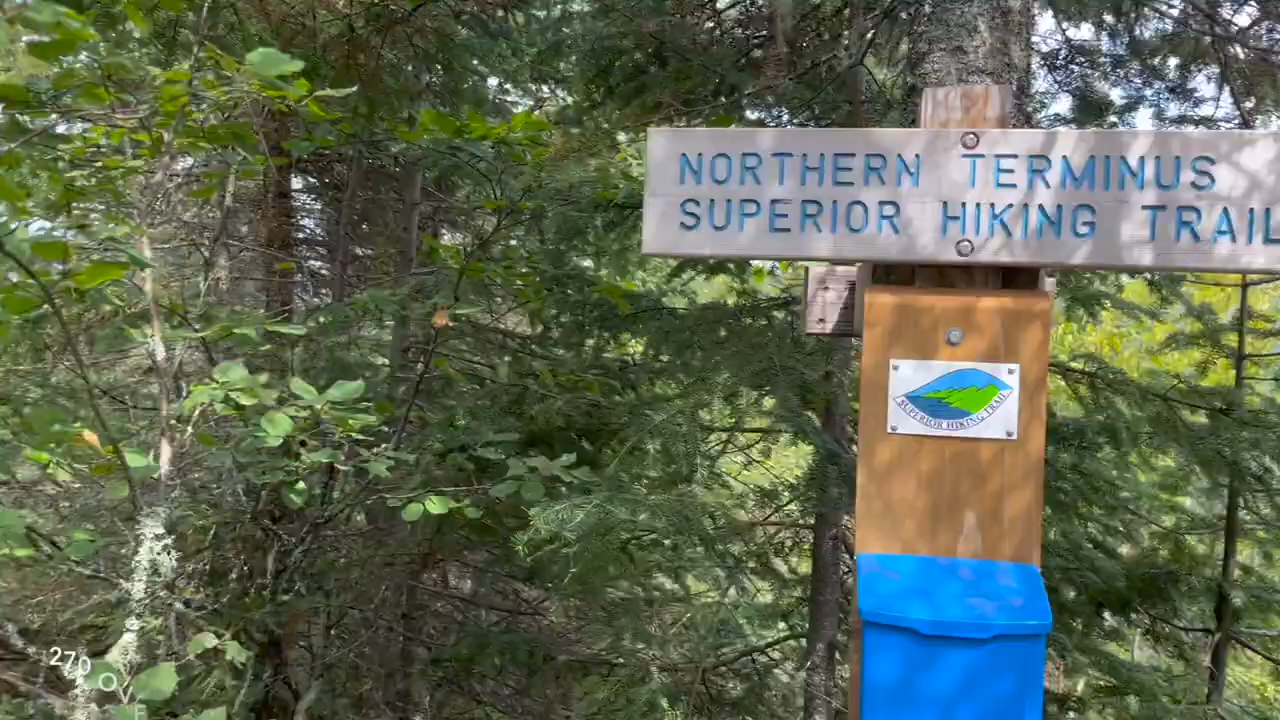 NORTHERN TERMINUS
SUPERIOR HIKING TRAIL
SUPERIOR HIKING TRAIL
270